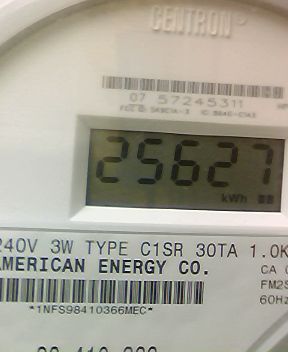 CENTRON®
07 57245311
25627
kWh
240V 3W TYPE C1SR 30TA 1.0K
AMERICAN ENERGY CO.
CA
FM2S
60Hz
*1NFS98410366MEC*